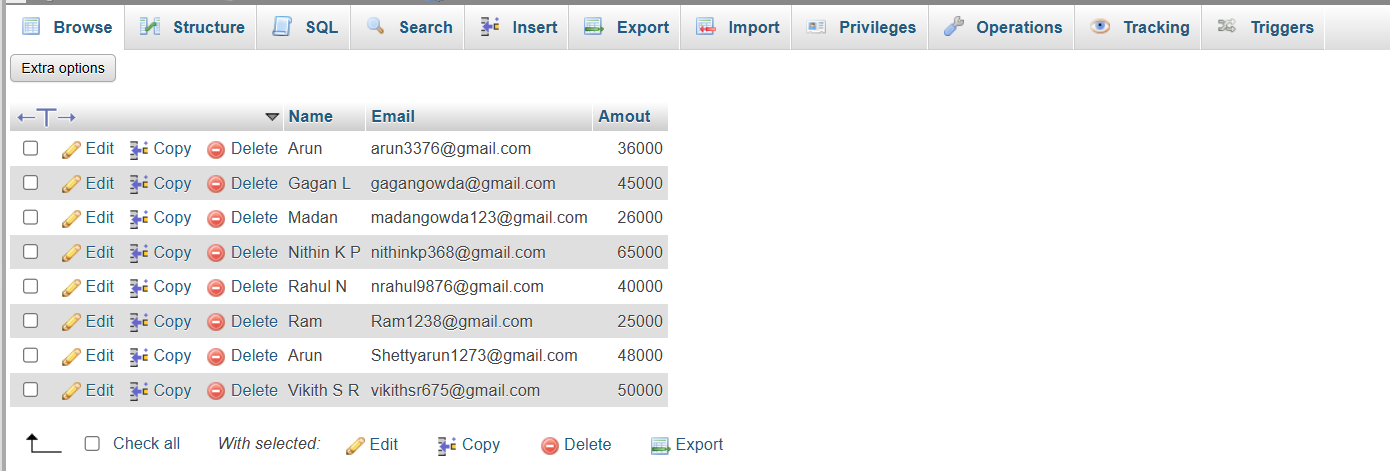 Browse Structure SQL Search Insert Export Import Privileges Operations Tracking Triggers
Extra options
Name Email Amout
Edit Copy Delete Arun arun3376@gmail.com 36000
Edit Copy Delete Gagan L gagangowda@gmail.com 45000
Edit Copy Delete Madan madangowda123@gmail.com 26000
Edit Copy Delete Nithin K P nithinkp368@gmail.com 65000
Edit Copy Delete Rahul N nrahul9876@gmail.com 40000
Edit Copy Delete Ram Ram1238@gmail.com 25000
Edit Copy Delete Arun Shettyarun1273@gmail.com 48000
Edit Copy Delete Vikith S R vikithsr675@gmail.com 50000
Check all With selected: Edit Copy Delete Export